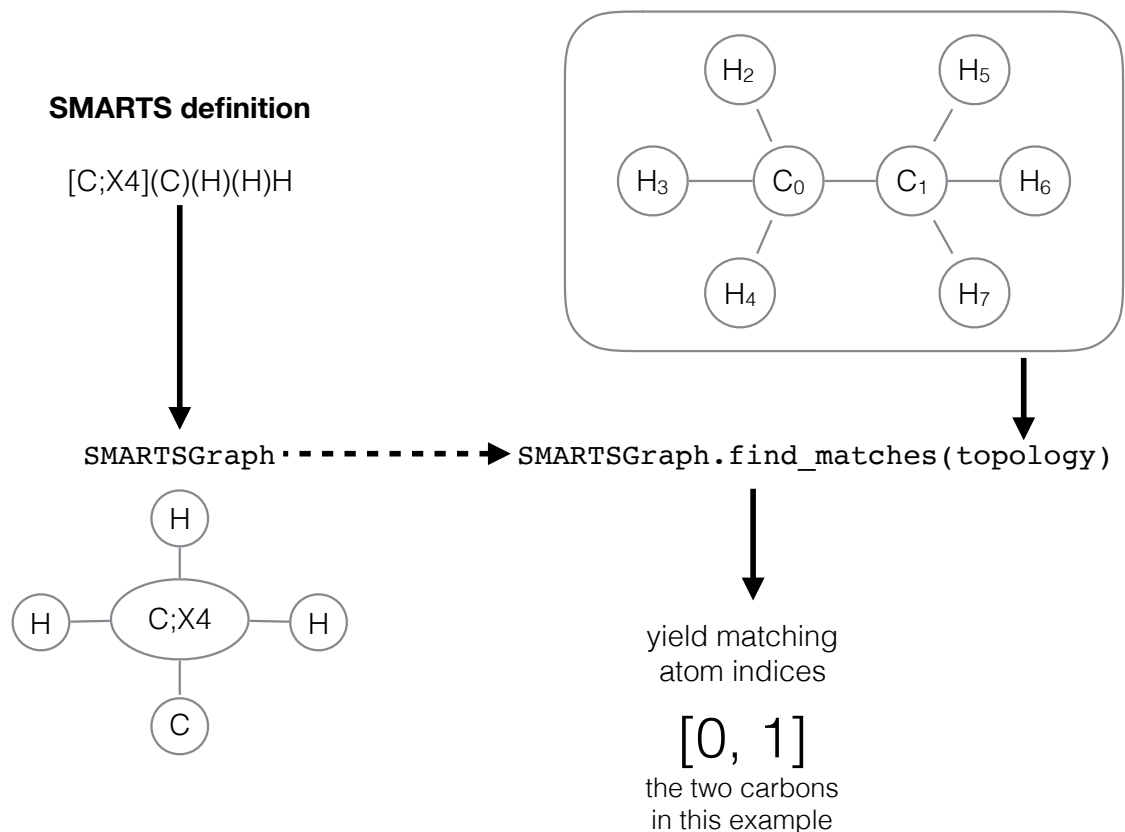 SMARTS definition
[C;X4](C)(H)(H)H
H₂
H₅
H₃
C₀
C₁
H₆
H₄
H₇
SMARTSGraph
SMARTSGraph.find_matches(topology)
H
H
C;X4
H
C
yield matching
atom indices
[0, 1]
the two carbons
in this example